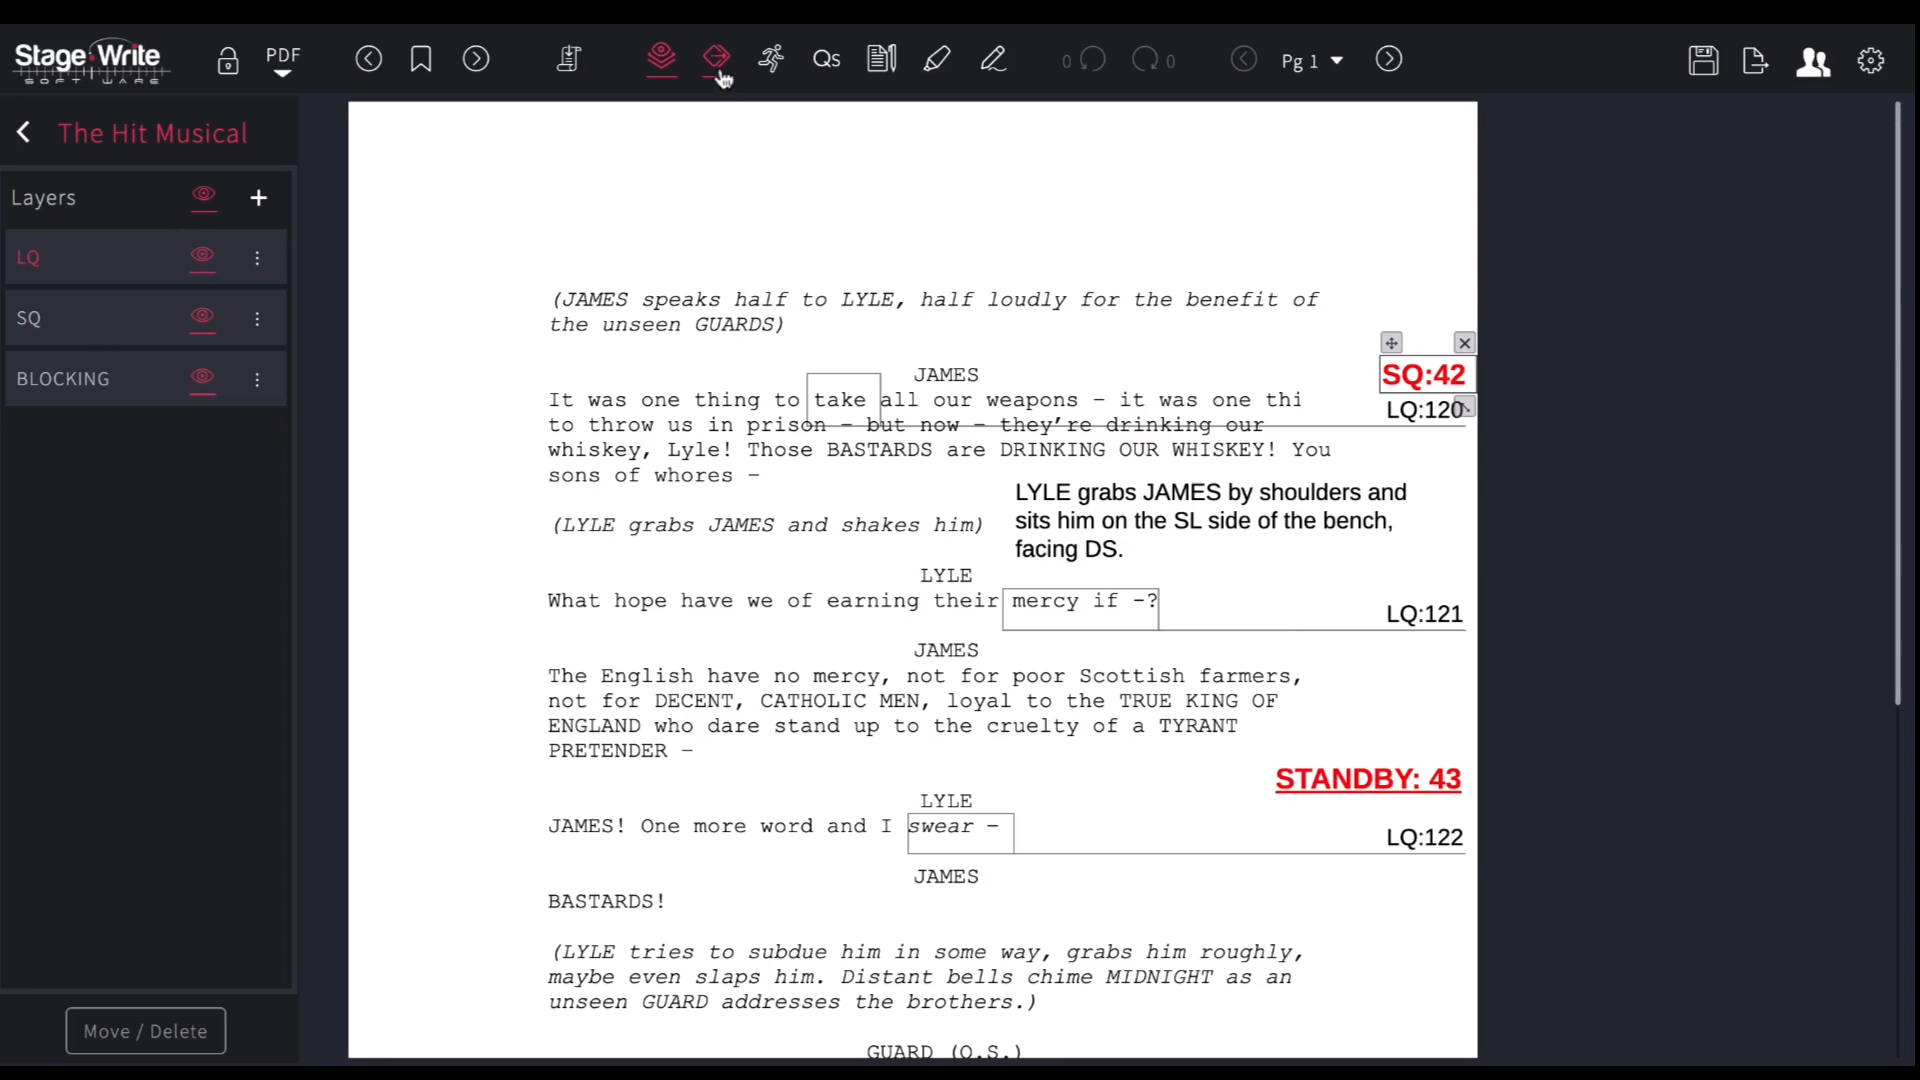 Stage Write
SOFTWARE
PDF
Qs
0
0
Pg 1
The Hit Musical
Layers
LQ
SQ
BLOCKING
Move / Delete
(JAMES speaks half to LYLE, half loudly for the benefit of
the unseen GUARDS)
JAMES
SQ:42
It was one thing to take all our weapons – it was one thi
LQ:120
to throw us in prison – but now – they're drinking our
whiskey, Lyle! Those BASTARDS are DRINKING OUR WHISKEY! You
sons of whores –
LYLE grabs JAMES by shoulders and
sits him on the SL side of the bench,
facing DS.
(LYLE grabs JAMES and shakes him)
LYLE
What hope have we of earning their mercy if –?
LQ:121
JAMES
The English have no mercy, not for poor Scottish farmers,
not for DECENT, CATHOLIC MEN, loyal to the TRUE KING OF
ENGLAND who dare stand up to the cruelty of a TYRANT
PRETENDER –
STANDBY: 43
LYLE
JAMES! One more word and I swear –
LQ:122
JAMES
BASTARDS!
(LYLE tries to subdue him in some way, grabs him roughly,
maybe even slaps him. Distant bells chime MIDNIGHT as an
unseen GUARD addresses the brothers.)
GUARD (O.S.)